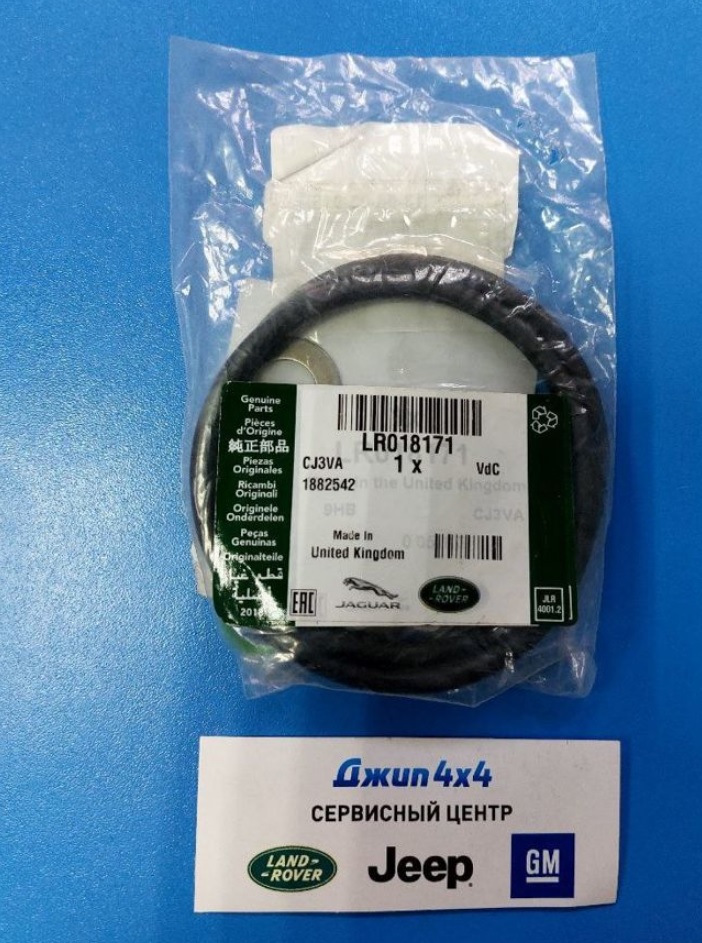 Genuine
Parts
Pièces
d'Origine
純正部品
Piezas
Originales
Ricambi
Originali
Originele
Onderdelen
Peças
Genuinas
Originalteile
LR018171
CJ3VA
1 x
VdC
1882542
in the United Kingdom
9HB
CJ3VA
Made In
United Kingdom
EAC
JAGUAR
LAND-
ROVER
JLR
4001.2
Джип 4x4
СЕРВИСНЫЙ ЦЕНТР
LAND-
ROVER
Jeep
GM